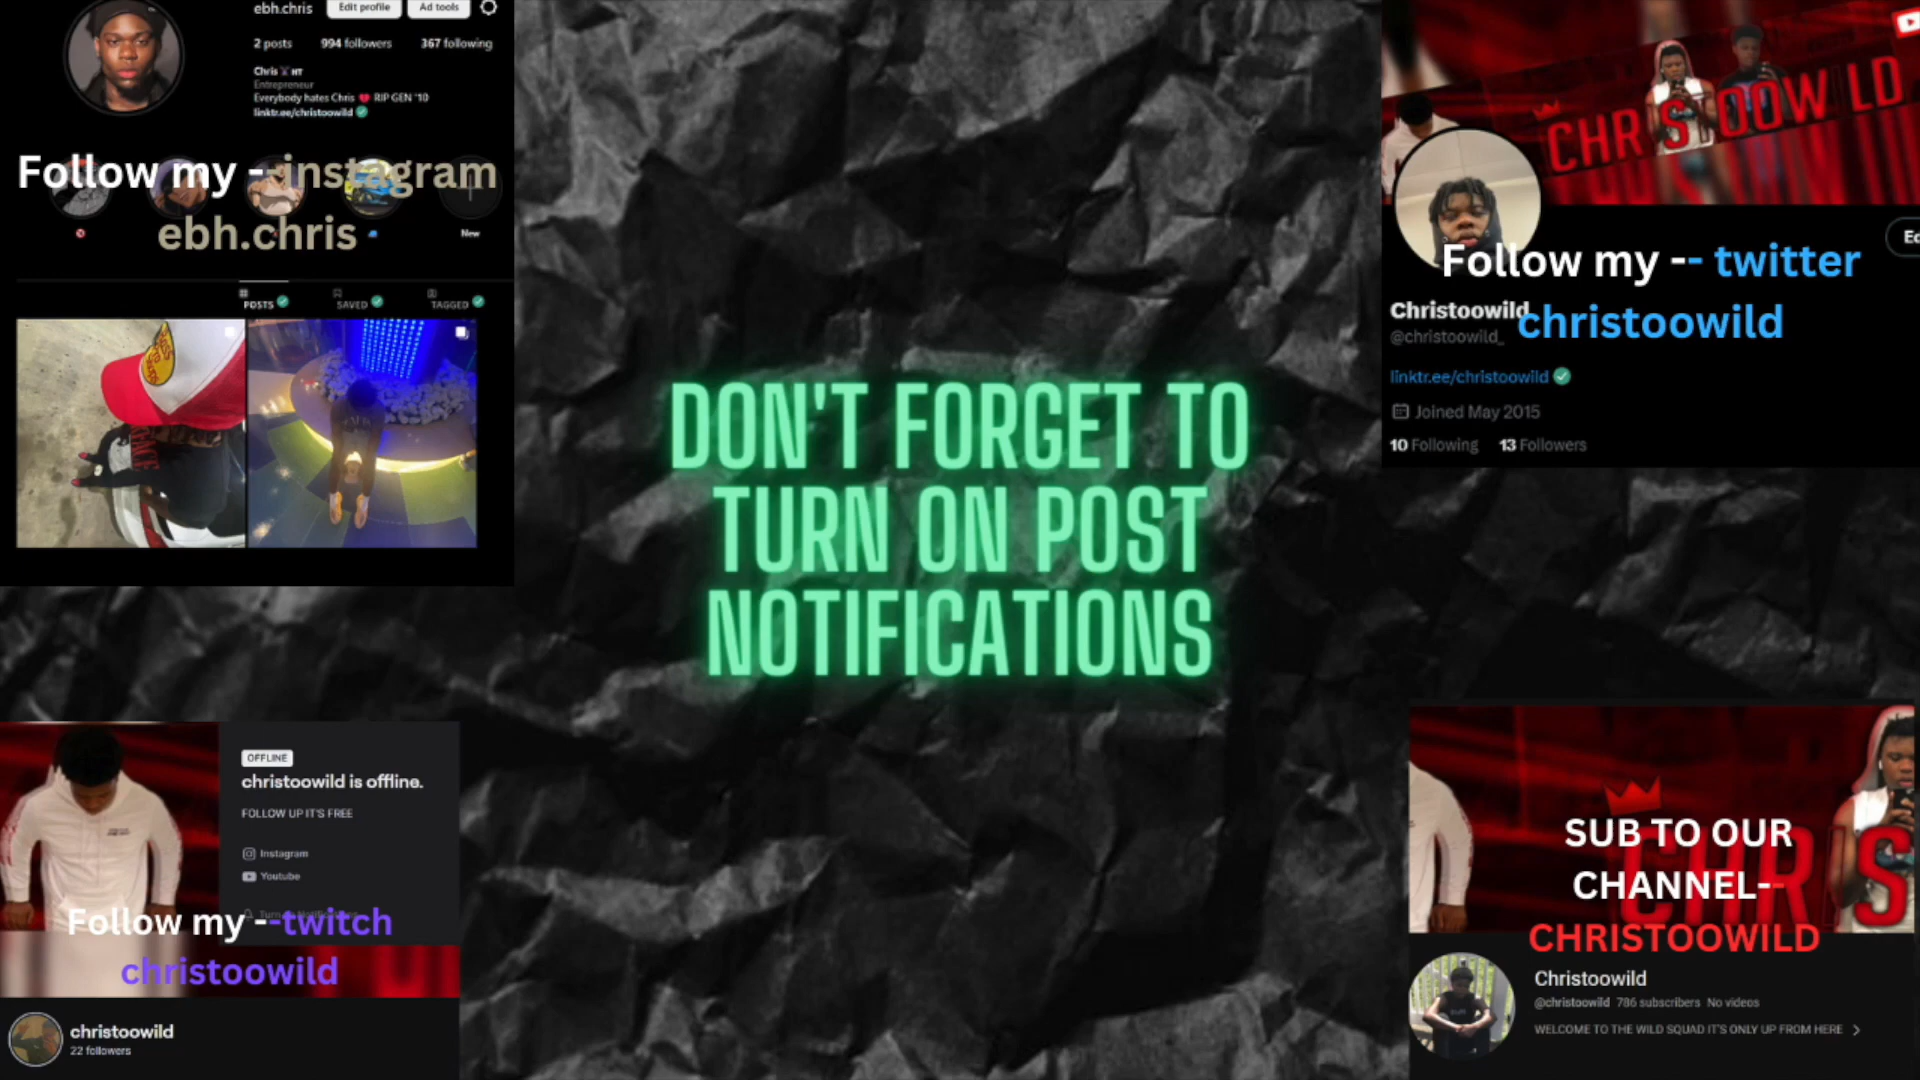 ebh.chris Edit profile Ad tools
2 posts 994 followers 367 following
Chris HT
Entrepreneur
Everybody hates Chris ❤️ RIP GEN '10
linktr.ee/christoowild
Follow my --instagram
ebh.chris
New
POSTS SAVED TAGGED
CHRISTOOWILD
Follow my -- twitter
christoowild
Christoowild
@christoowild_
linktr.ee/christoowild
Joined May 2015
10 Following 13 Followers
DON'T FORGET TO
TURN ON POST
NOTIFICATIONS
OFFLINE
christoowild is offline.
FOLLOW UP IT'S FREE
Instagram
Youtube
Follow my --twitch
christoowild
christoowild
22 followers
CHRIS
SUB TO OUR
CHANNEL--
CHRISTOOWILD
Christoowild
@christoowild 786 subscribers No videos
WELCOME TO THE WILD SQUAD IT'S ONLY UP FROM HERE >